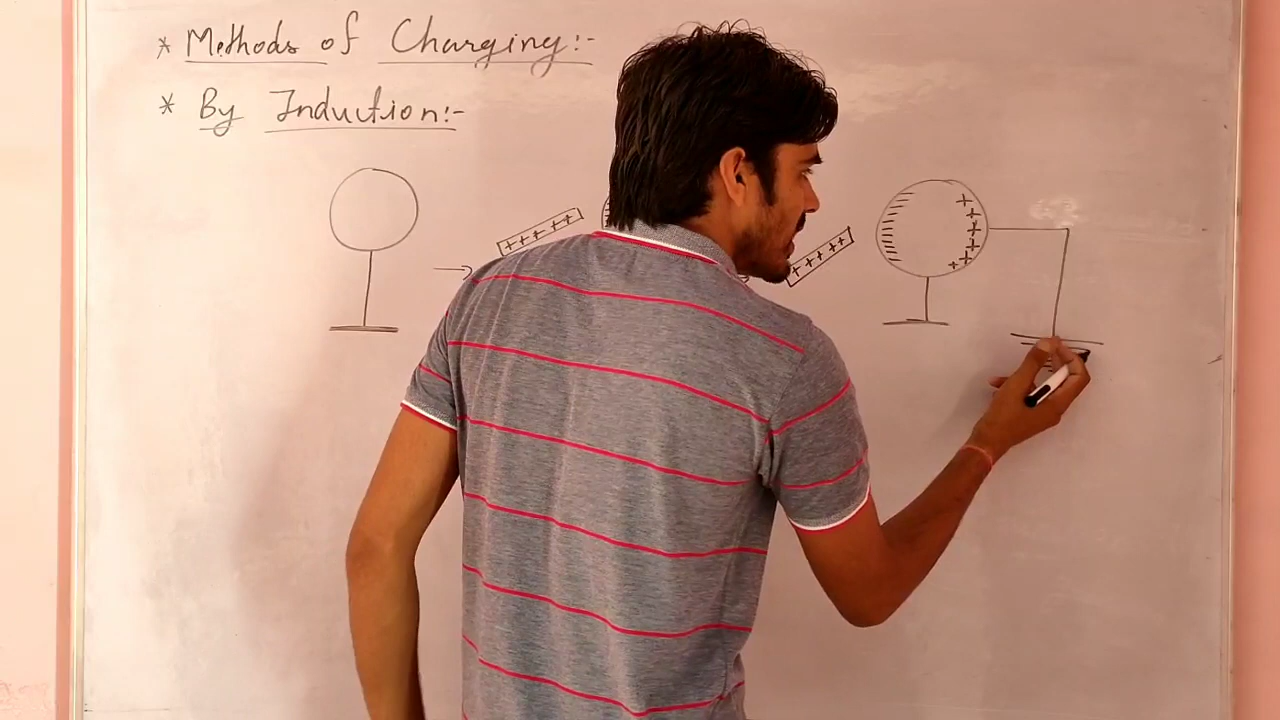 * Methods of Charging:-
* By Induction:-
+ + + + +
+ + + + +
+ + + + + +